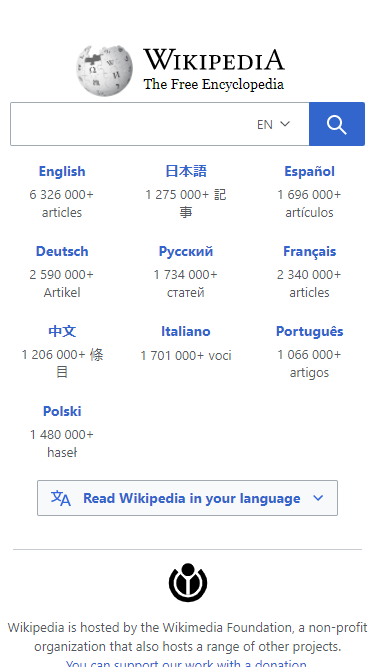 WIKIPEDIA
The Free Encyclopedia
EN
English
6 326 000+
articles
日本語
1 275 000+ 記
事
Español
1 696 000+
artículos
Deutsch
2 590 000+
Artikel
Русский
1 734 000+
статей
Français
2 340 000+
articles
中文
1 206 000+ 條
目
Italiano
1 701 000+ voci
Português
1 066 000+
artigos
Polski
1 480 000+
haseł
Read Wikipedia in your language
Wikipedia is hosted by the Wikimedia Foundation, a non-profit
organization that also hosts a range of other projects.
You can support our work with a donation.